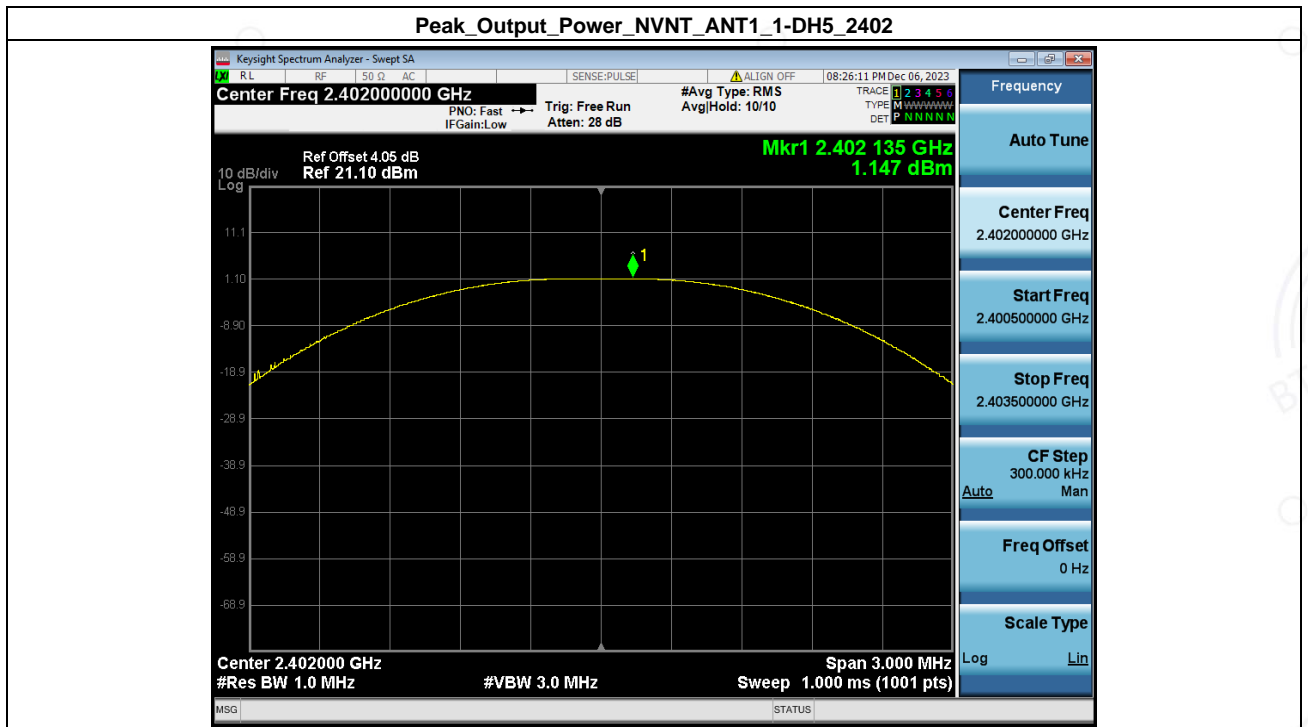 Peak_Output_Power_NVNT_ANT1_1-DH5_2402
Keysight Spectrum Analyzer - Swept SA
LXI RL RF 50 Ω AC SENSE:PULSE ALIGN OFF 08:26:11 PM Dec 06, 2023
Center Freq 2.402000000 GHz
PNO: Fast
IFGain:Low
Trig: Free Run
Atten: 28 dB
#Avg Type: RMS
Avg|Hold: 10/10
TRACE 1 2 3 4 5 6
TYPE M WWWWW
DET P N N N N N
Mkr1 2.402 135 GHz
1.147 dBm
Ref Offset 4.05 dB
10 dB/div Ref 21.10 dBm
Log
11.1
1
1.10
-8.90
-18.9
-28.9
-38.9
-48.9
-58.9
-68.9
Center 2.402000 GHz Span 3.000 MHz
#Res BW 1.0 MHz #VBW 3.0 MHz Sweep 1.000 ms (1001 pts)
MSG STATUS
Frequency
Auto Tune
Center Freq
2.402000000 GHz
Start Freq
2.400500000 GHz
Stop Freq
2.403500000 GHz
CF Step
300.000 kHz
Auto Man
Freq Offset
0 Hz
Scale Type
Log Lin